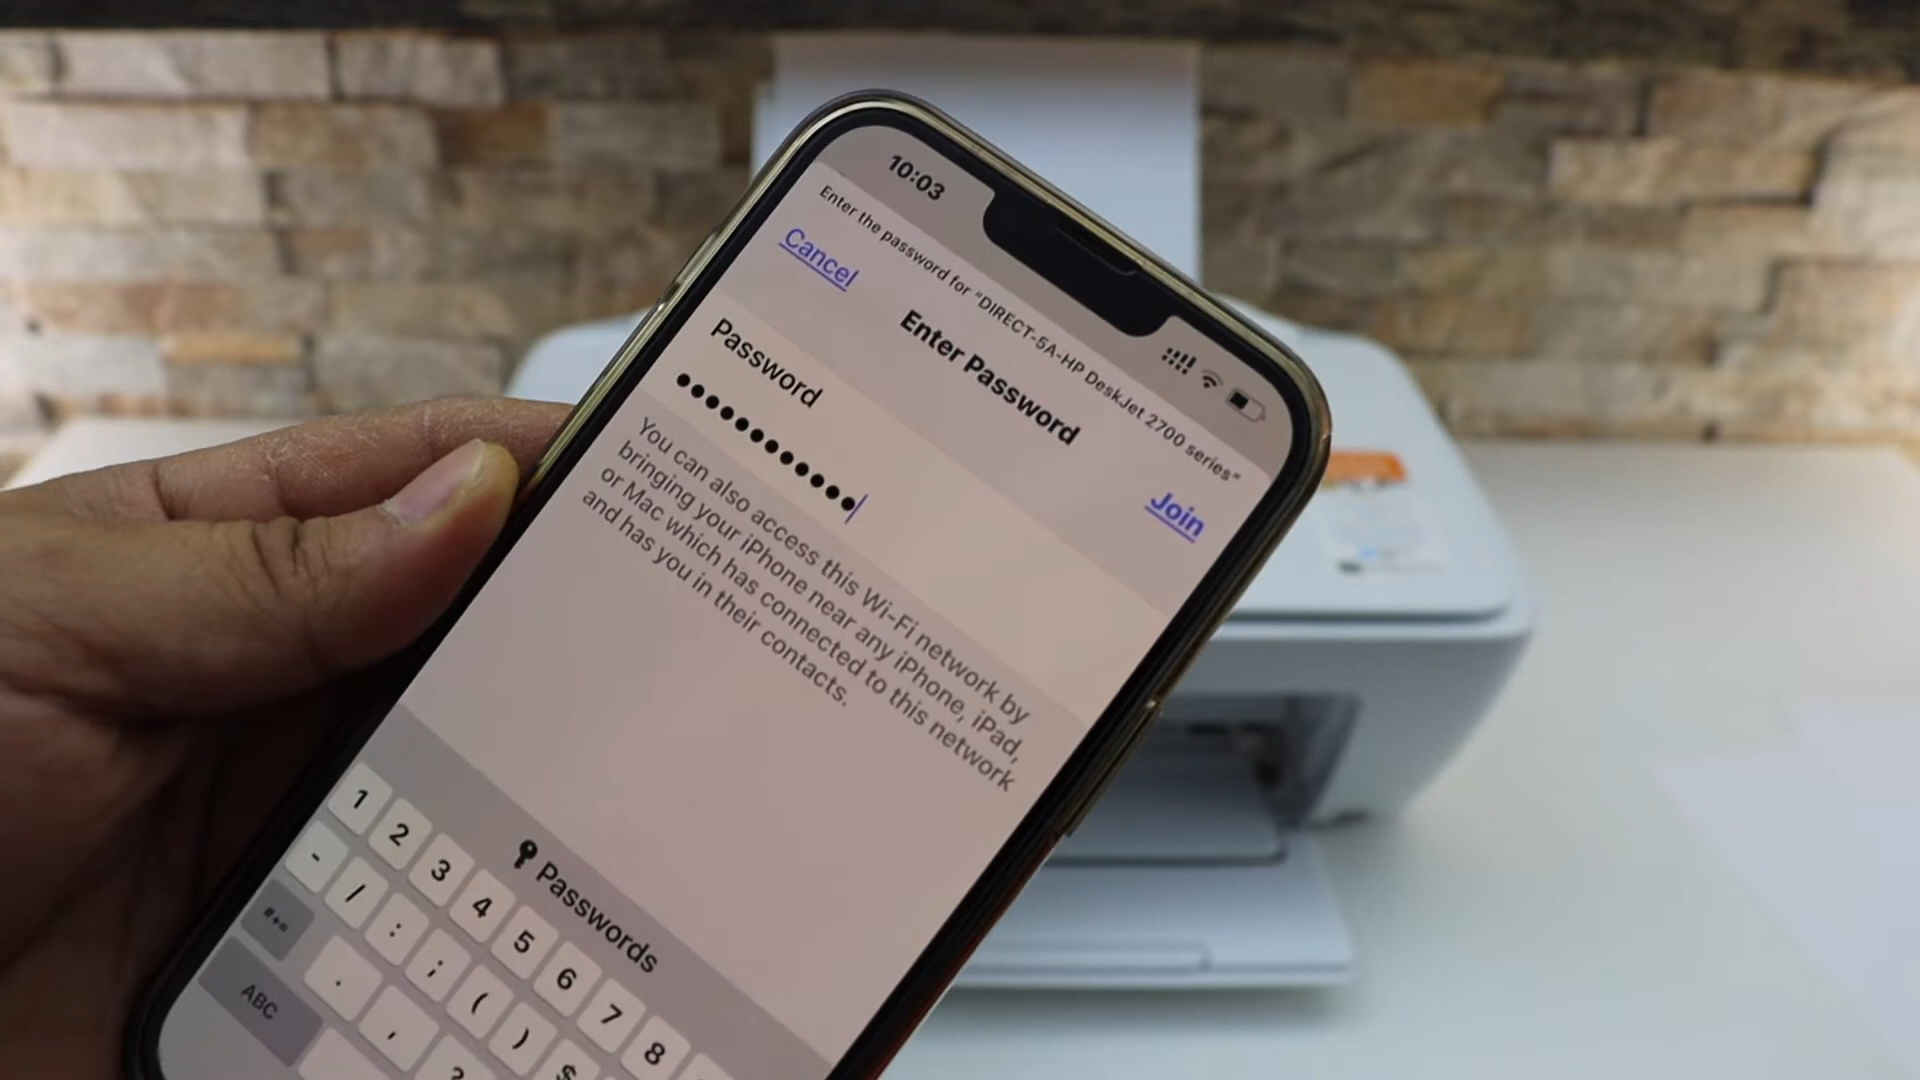 10:03
Enter the password for “DIRECT-5A-HP DeskJet 2700 series”
Cancel
Enter Password
Join
Password
You can also access this Wi-Fi network by
bringing your iPhone near any iPhone, iPad,
or Mac which has connected to this network
and has you in their contacts.
Passwords
1 2 3 4 5 6 7 8
- / : ; ( ) $
#+= . , ?
ABC